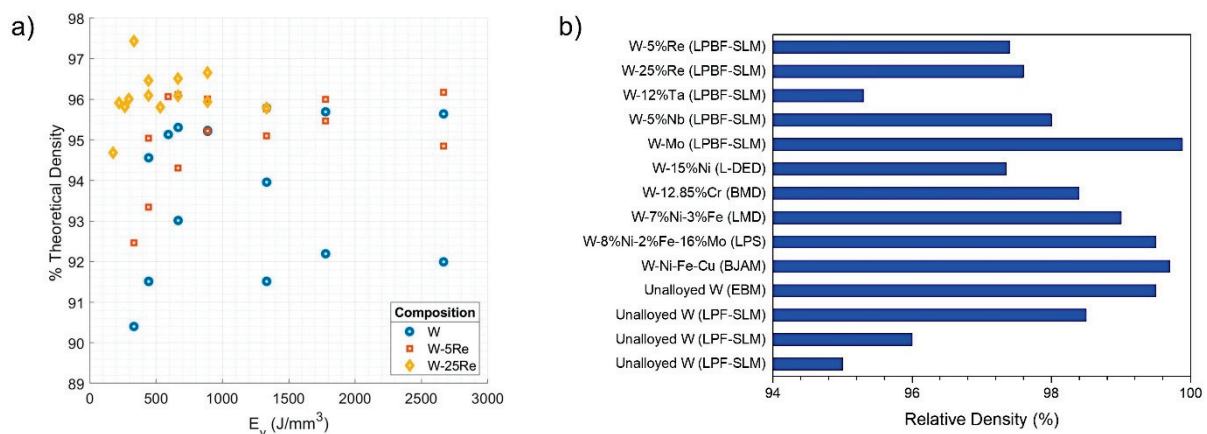 a)
% Theoretical Density
98
97
96
95
94
93
92
91
90
89
0 500 1000 1500 2000 2500 3000
E_v (J/mm³)
Composition
W
W-5Re
W-25Re
b)
W-5%Re (LPBF-SLM)
W-25%Re (LPBF-SLM)
W-12%Ta (LPBF-SLM)
W-5%Nb (LPBF-SLM)
W-Mo (LPBF-SLM)
W-15%Ni (L-DED)
W-12.85%Cr (BMD)
W-7%Ni-3%Fe (LMD)
W-8%Ni-2%Fe-16%Mo (LPS)
W-Ni-Fe-Cu (BJAM)
Unalloyed W (EBM)
Unalloyed W (LPF-SLM)
Unalloyed W (LPF-SLM)
Unalloyed W (LPF-SLM)
94 96 98 100
Relative Density (%)